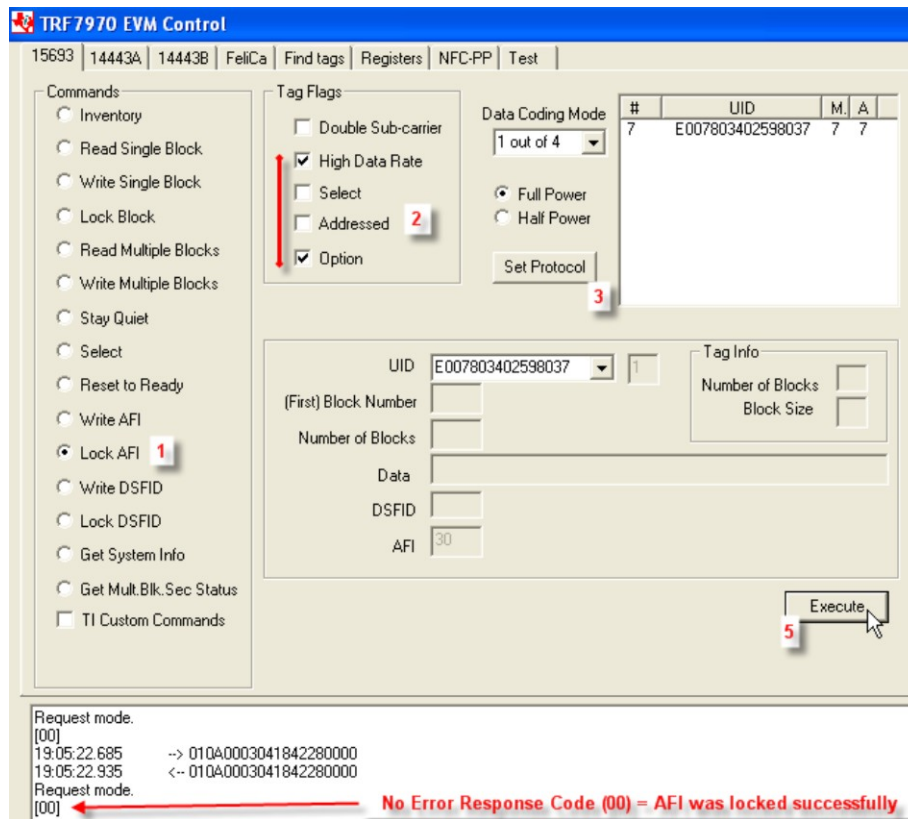 TRF7970 EVM Control
15693 14443A 14443B FeliCa Find tags Registers NFC-PP Test
Commands
Inventory
Read Single Block
Write Single Block
Lock Block
Read Multiple Blocks
Write Multiple Blocks
Stay Quiet
Select
Reset to Ready
Write AFI
Lock AFI 1
Write DSFID
Lock DSFID
Get System Info
Get Mult.Blk.Sec Status
TI Custom Commands
Tag Flags
Double Sub-carrier
High Data Rate
Select
Addressed 2
Option
Data Coding Mode
1 out of 4
Full Power
Half Power
Set Protocol
3
# UID M. A
7 E007803402598037 7 7
UID E007803402598037 1
(First) Block Number
Number of Blocks
Data
DSFID
AFI 30
Tag Info
Number of Blocks
Block Size
Execute
5
Request mode.
[00]
19:05:22.685 --> 010A0003041842280000
19:05:22.935 <-- 010A0003041842280000
Request mode.
[00] No Error Response Code (00) = AFI was locked successfully